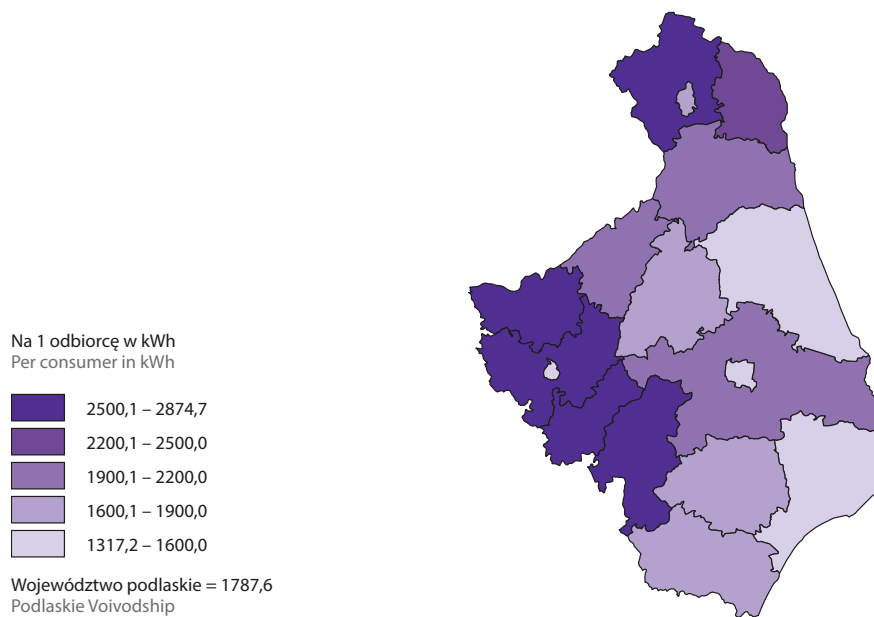 Na 1 odbiorcę w kWh
Per consumer in kWh
2500,1 – 2874,7
2200,1 – 2500,0
1900,1 – 2200,0
1600,1 – 1900,0
1317,2 – 1600,0
Województwo podlaskie = 1787,6
Podlaskie Voivodship